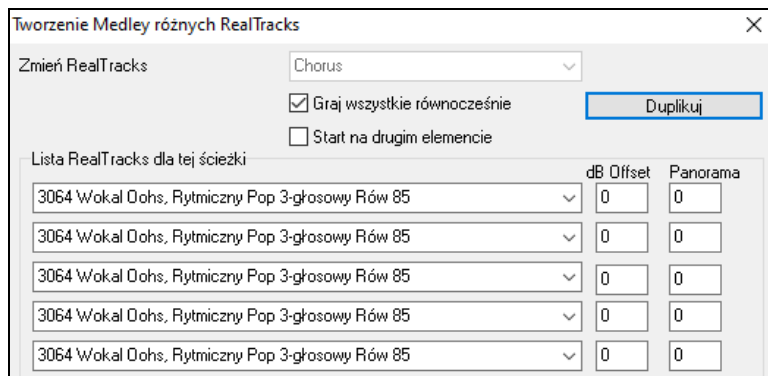 Tworzenie Medley różnych RealTracks
Zmień RealTracks Chorus
Graj wszystkie równocześnie Duplikuj
Start na drugim elemencie
Lista RealTracks dla tej ścieżki dB Offset Panorama
3064 Wokal Oohs, Rytmiczny Pop 3-głosowy Rów 85 0 0
3064 Wokal Oohs, Rytmiczny Pop 3-głosowy Rów 85 0 0
3064 Wokal Oohs, Rytmiczny Pop 3-głosowy Rów 85 0 0
3064 Wokal Oohs, Rytmiczny Pop 3-głosowy Rów 85 0 0
3064 Wokal Oohs, Rytmiczny Pop 3-głosowy Rów 85 0 0